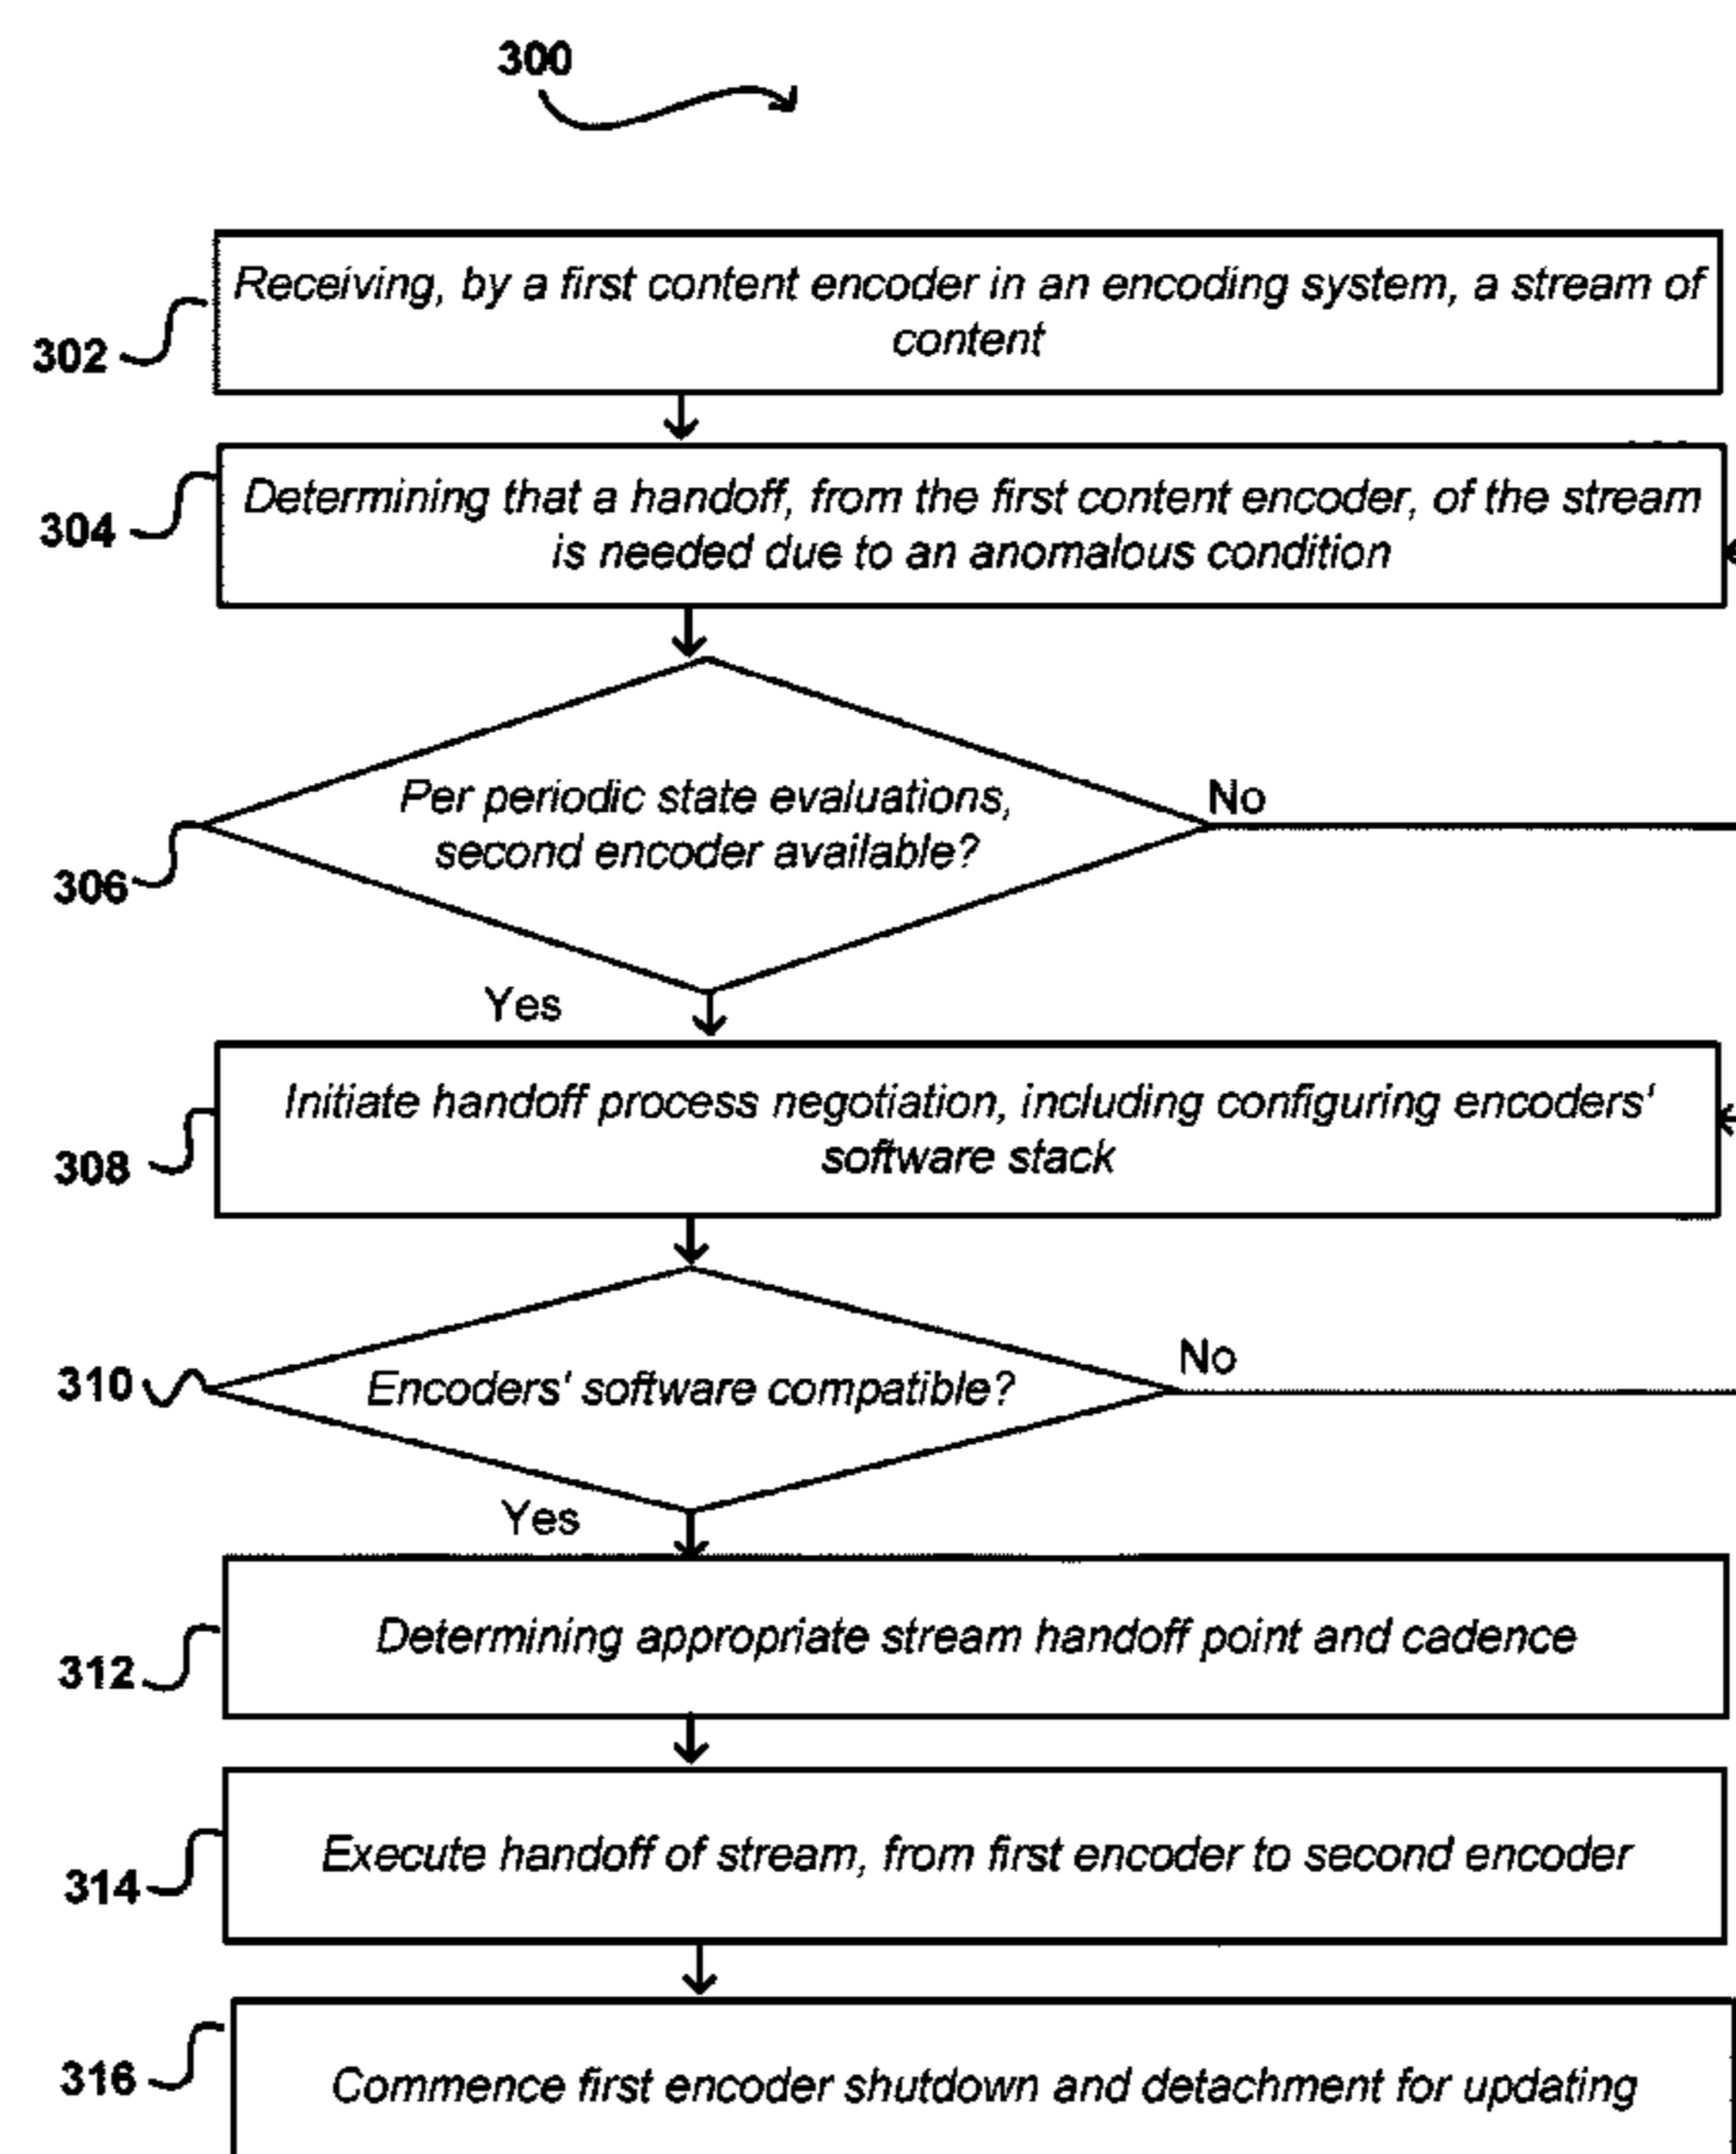 300
302
Receiving, by a first content encoder in an encoding system, a stream of
content
304
Determining that a handoff, from the first content encoder, of the stream
is needed due to an anomalous condition
306
Per periodic state evaluations,
second encoder available?
No
Yes
308
Initiate handoff process negotiation, including configuring encoders'
software stack
310
Encoders' software compatible?
No
Yes
312
Determining appropriate stream handoff point and cadence
314
Execute handoff of stream, from first encoder to second encoder
316
Commence first encoder shutdown and detachment for updating